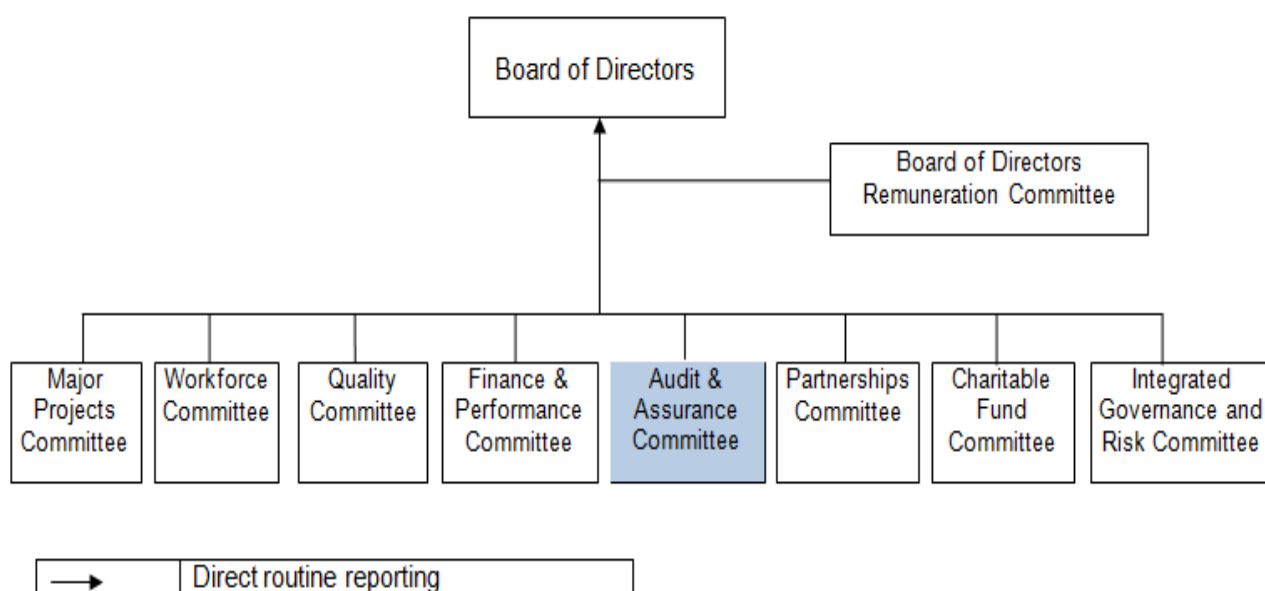 Board of Directors
Board of Directors
Remuneration Committee
Major
Projects
Committee
Workforce
Committee
Quality
Committee
Finance &
Performance
Committee
Audit &
Assurance
Committee
Partnerships
Committee
Charitable
Fund
Committee
Integrated
Governance and
Risk Committee
Direct routine reporting